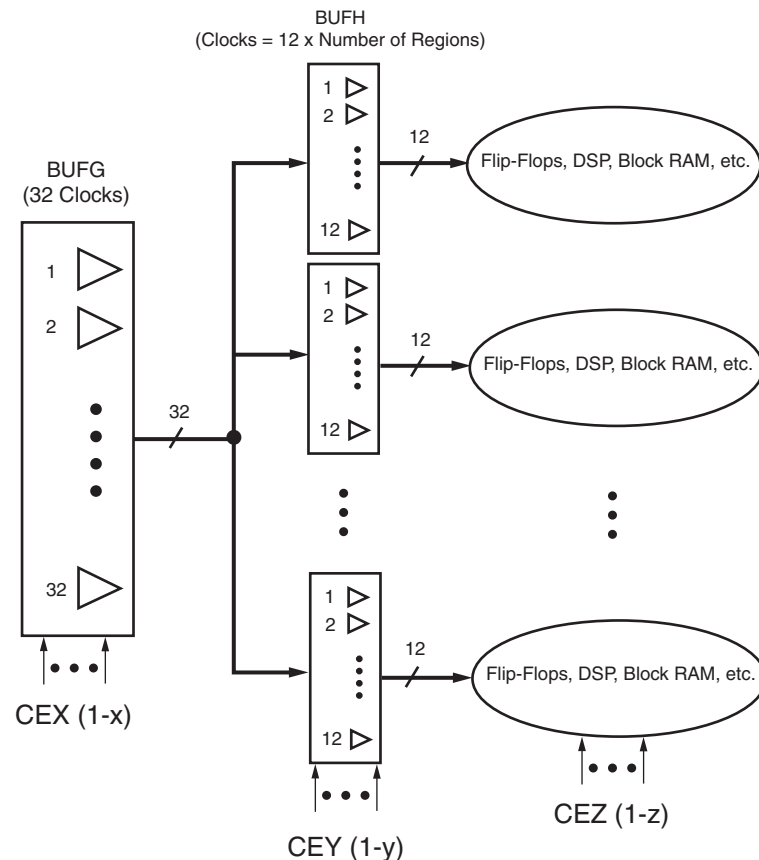 BUFH
(Clocks = 12 x Number of Regions)
BUFG
(32 Clocks)
1
2
32
32
CEX (1-x)
1
2
12
12
Flip-Flops, DSP, Block RAM, etc.
1
2
12
12
Flip-Flops, DSP, Block RAM, etc.
1
2
12
12
Flip-Flops, DSP, Block RAM, etc.
CEY (1-y)
CEZ (1-z)